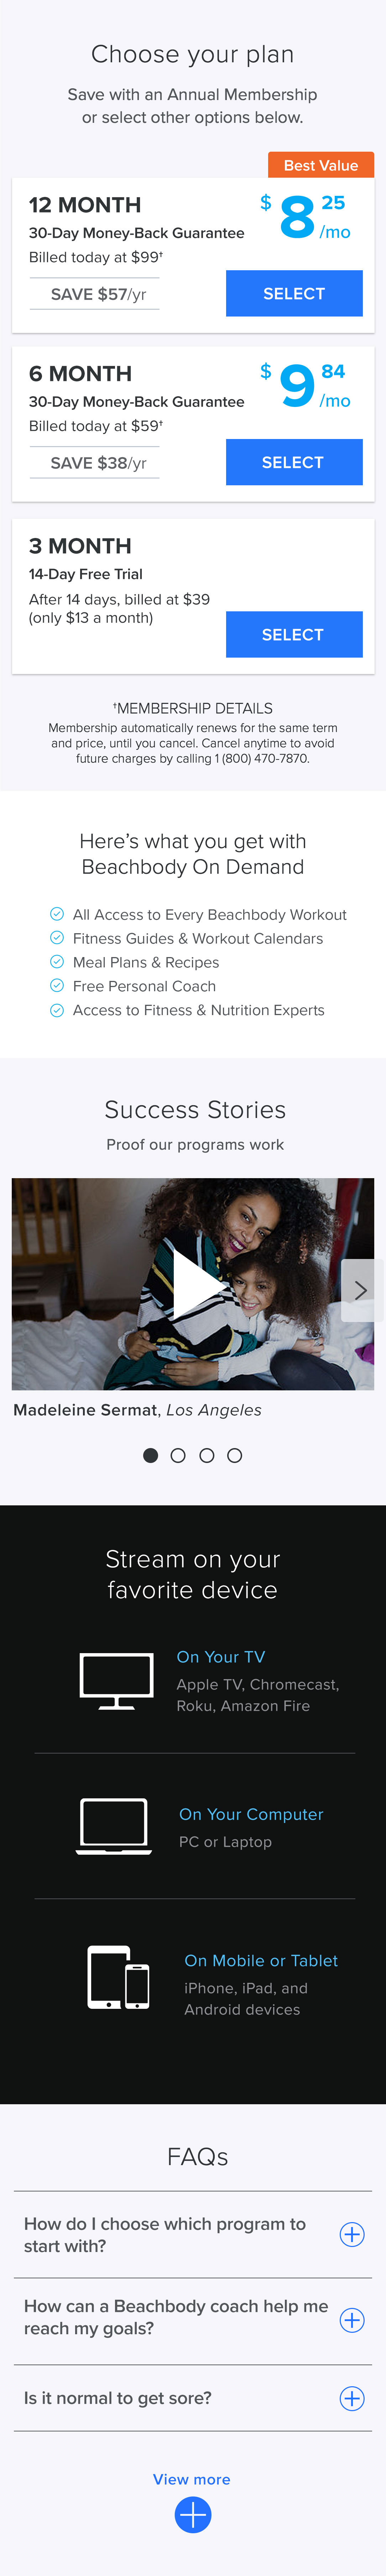 Choose your plan
Save with an Annual Membership
or select other options below.
Best Value
12 MONTH
$ 8 25 /mo
30-Day Money-Back Guarantee
Billed today at $99†
SAVE $57/yr
SELECT
6 MONTH
$ 9 84 /mo
30-Day Money-Back Guarantee
Billed today at $59†
SAVE $38/yr
SELECT
3 MONTH
14-Day Free Trial
After 14 days, billed at $39
(only $13 a month)
SELECT
†MEMBERSHIP DETAILS
Membership automatically renews for the same term
and price, until you cancel. Cancel anytime to avoid
future charges by calling 1 (800) 470-7870.
Here’s what you get with
Beachbody On Demand
All Access to Every Beachbody Workout
Fitness Guides & Workout Calendars
Meal Plans & Recipes
Free Personal Coach
Access to Fitness & Nutrition Experts
Success Stories
Proof our programs work
Madeleine Sermat, Los Angeles
Stream on your
favorite device
On Your TV
Apple TV, Chromecast,
Roku, Amazon Fire
On Your Computer
PC or Laptop
On Mobile or Tablet
iPhone, iPad, and
Android devices
FAQs
How do I choose which program to
start with?
How can a Beachbody coach help me
reach my goals?
Is it normal to get sore?
View more